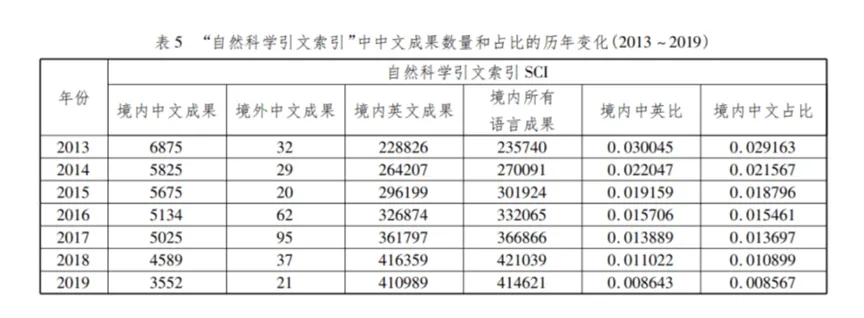 表 5 “自然科学引文索引”中中文成果数量和占比的历年变化(2013 ~ 2019)
年份 自然科学引文索引 SCI
境内中文成果 境外中文成果 境内英文成果 境内所有语言成果 境内中英比 境内中文占比
2013 6875 32 228826 235740 0. 030045 0. 029163
2014 5825 29 264207 270091 0. 022047 0. 021567
2015 5675 20 296199 301924 0. 019159 0. 018796
2016 5134 62 326874 332065 0. 015706 0. 015461
2017 5025 95 361797 366866 0. 013889 0. 013697
2018 4589 37 416359 421039 0. 011022 0. 010899
2019 3552 21 410989 414621 0. 008643 0. 008567